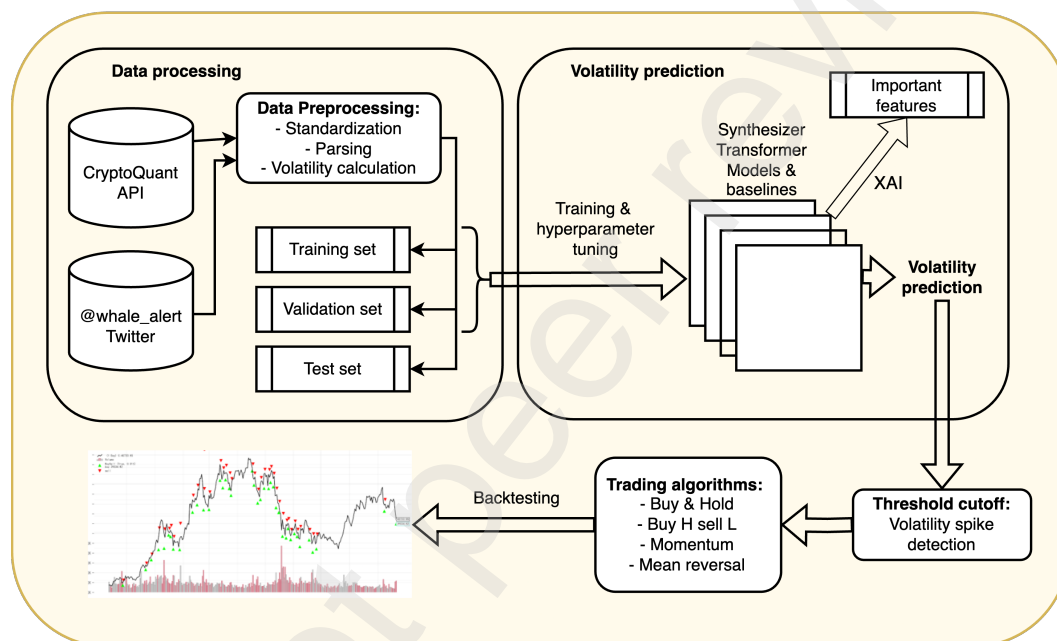 Data processing
CryptoQuant
API
@whale_alert
Twitter
Data Preprocessing:
- Standardization
- Parsing
- Volatility calculation
Training set
Validation set
Test set
Volatility prediction
Training &
hyperparameter
tuning
Synthesizer
Transformer
Models &
baselines
XAI
Important
features
Volatility
prediction
Threshold cutoff:
Volatility spike
detection
Trading algorithms:
- Buy & Hold
- Buy H sell L
- Momentum
- Mean reversal
Backtesting
peer rev